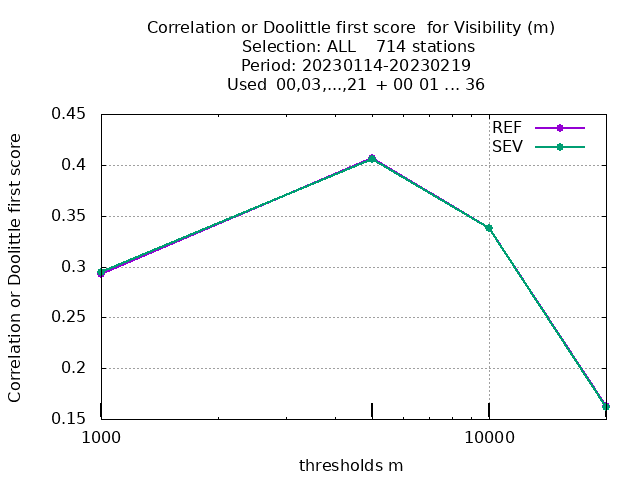 Correlation or Doolittle first score  for Visibility (m)
Selection: ALL    714 stations
Period: 20230114-20230219
Used  00,03,...,21  + 00 01 ... 36
REF
SEV
0.45
0.4
0.35
0.3
0.25
0.2
0.15
Correlation or Doolittle first score
1000
10000
thresholds m